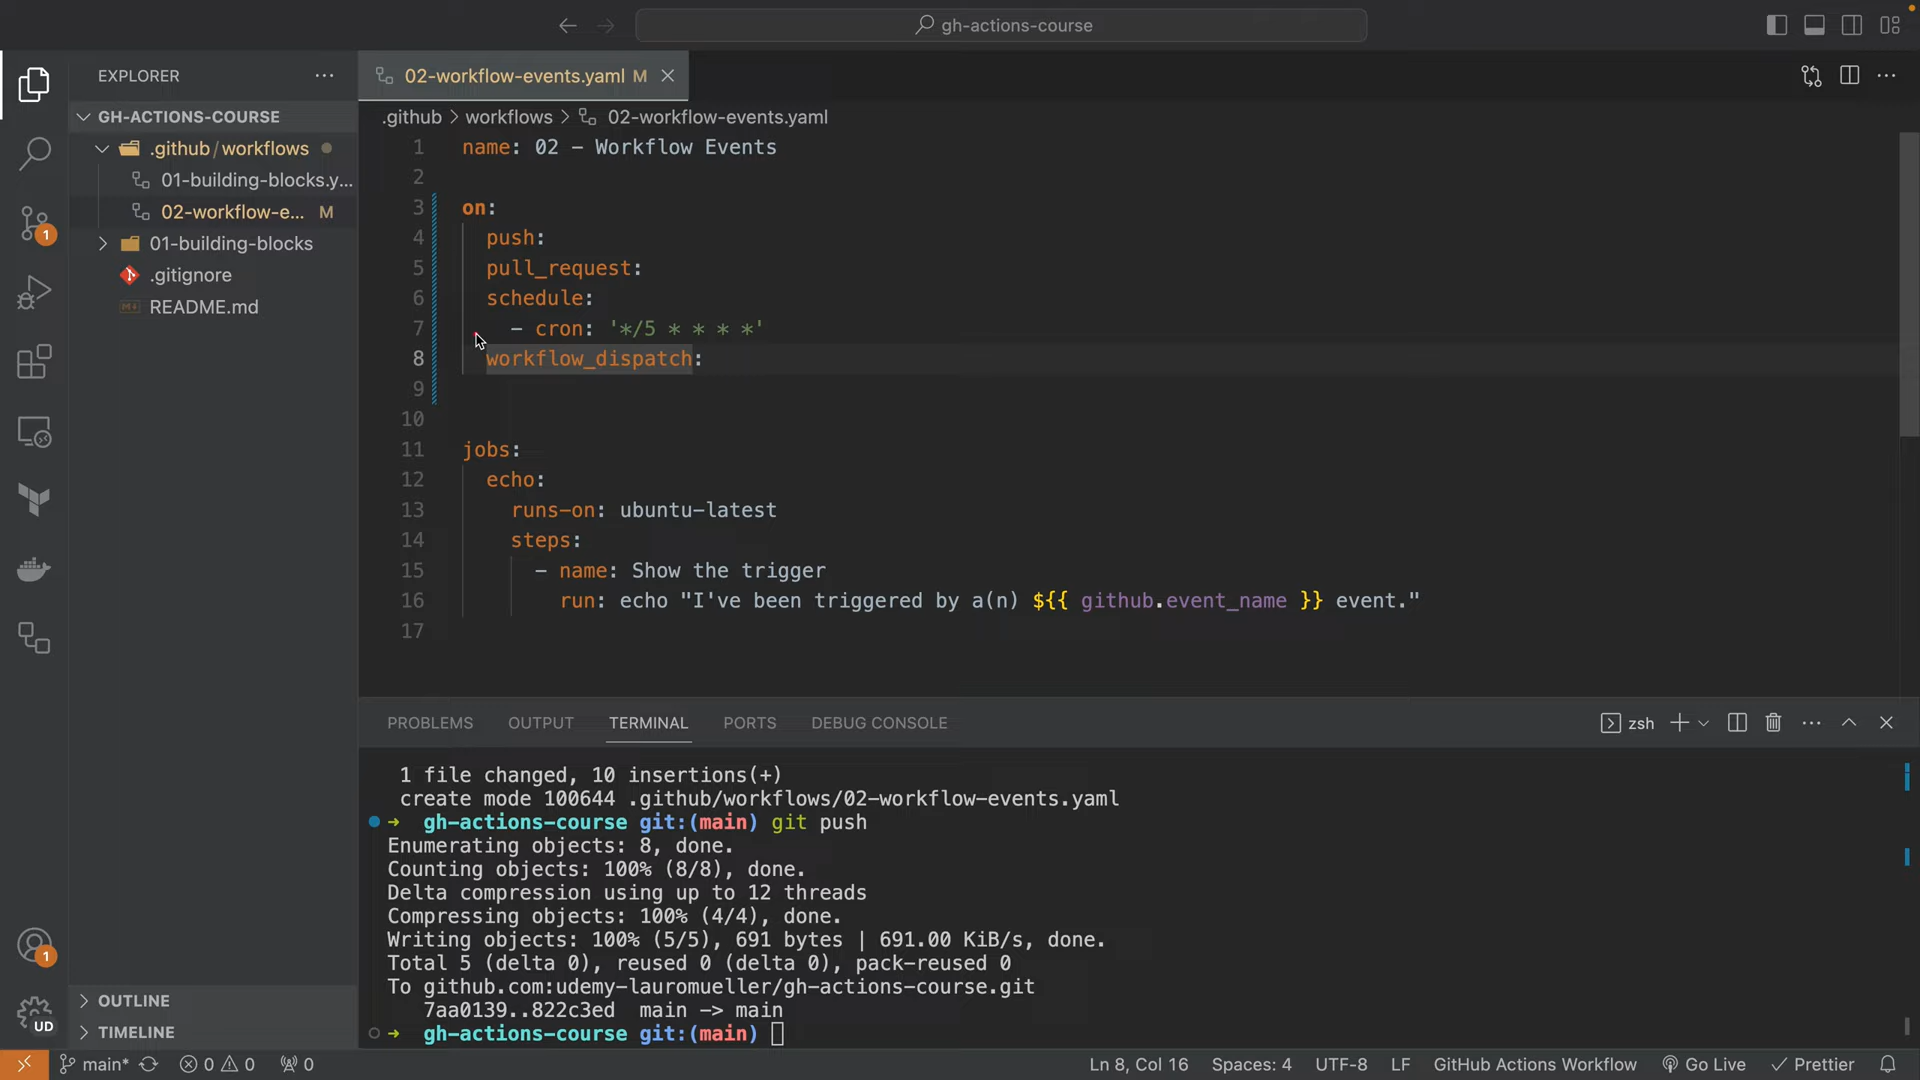 gh-actions-course
EXPLORER
GH-ACTIONS-COURSE
.github/workflows
01-building-blocks.y...
02-workflow-e... M
01-building-blocks
.gitignore
README.md
OUTLINE
TIMELINE
02-workflow-events.yaml M
.github > workflows > 02-workflow-events.yaml
1 name: 02 - Workflow Events
2
3 on:
4 push:
5 pull_request:
6 schedule:
7 - cron: '*/5 * * * *'
8 workflow_dispatch:
9
10
11 jobs:
12 echo:
13 runs-on: ubuntu-latest
14 steps:
15 - name: Show the trigger
16 run: echo "I've been triggered by a(n) ${{ github.event_name }} event."
17
PROBLEMS OUTPUT TERMINAL PORTS DEBUG CONSOLE
zsh
1 file changed, 10 insertions(+)
create mode 100644 .github/workflows/02-workflow-events.yaml
➜ gh-actions-course git:(main) git push
Enumerating objects: 8, done.
Counting objects: 100% (8/8), done.
Delta compression using up to 12 threads
Compressing objects: 100% (4/4), done.
Writing objects: 100% (5/5), 691 bytes | 691.00 KiB/s, done.
Total 5 (delta 0), reused 0 (delta 0), pack-reused 0
To github.com:udemy-lauromueller/gh-actions-course.git
7aa0139..822c3ed main -> main
➜ gh-actions-course git:(main)
1
1
UD
main* 0 0 0
Ln 8, Col 16 Spaces: 4 UTF-8 LF GitHub Actions Workflow Go Live Prettier